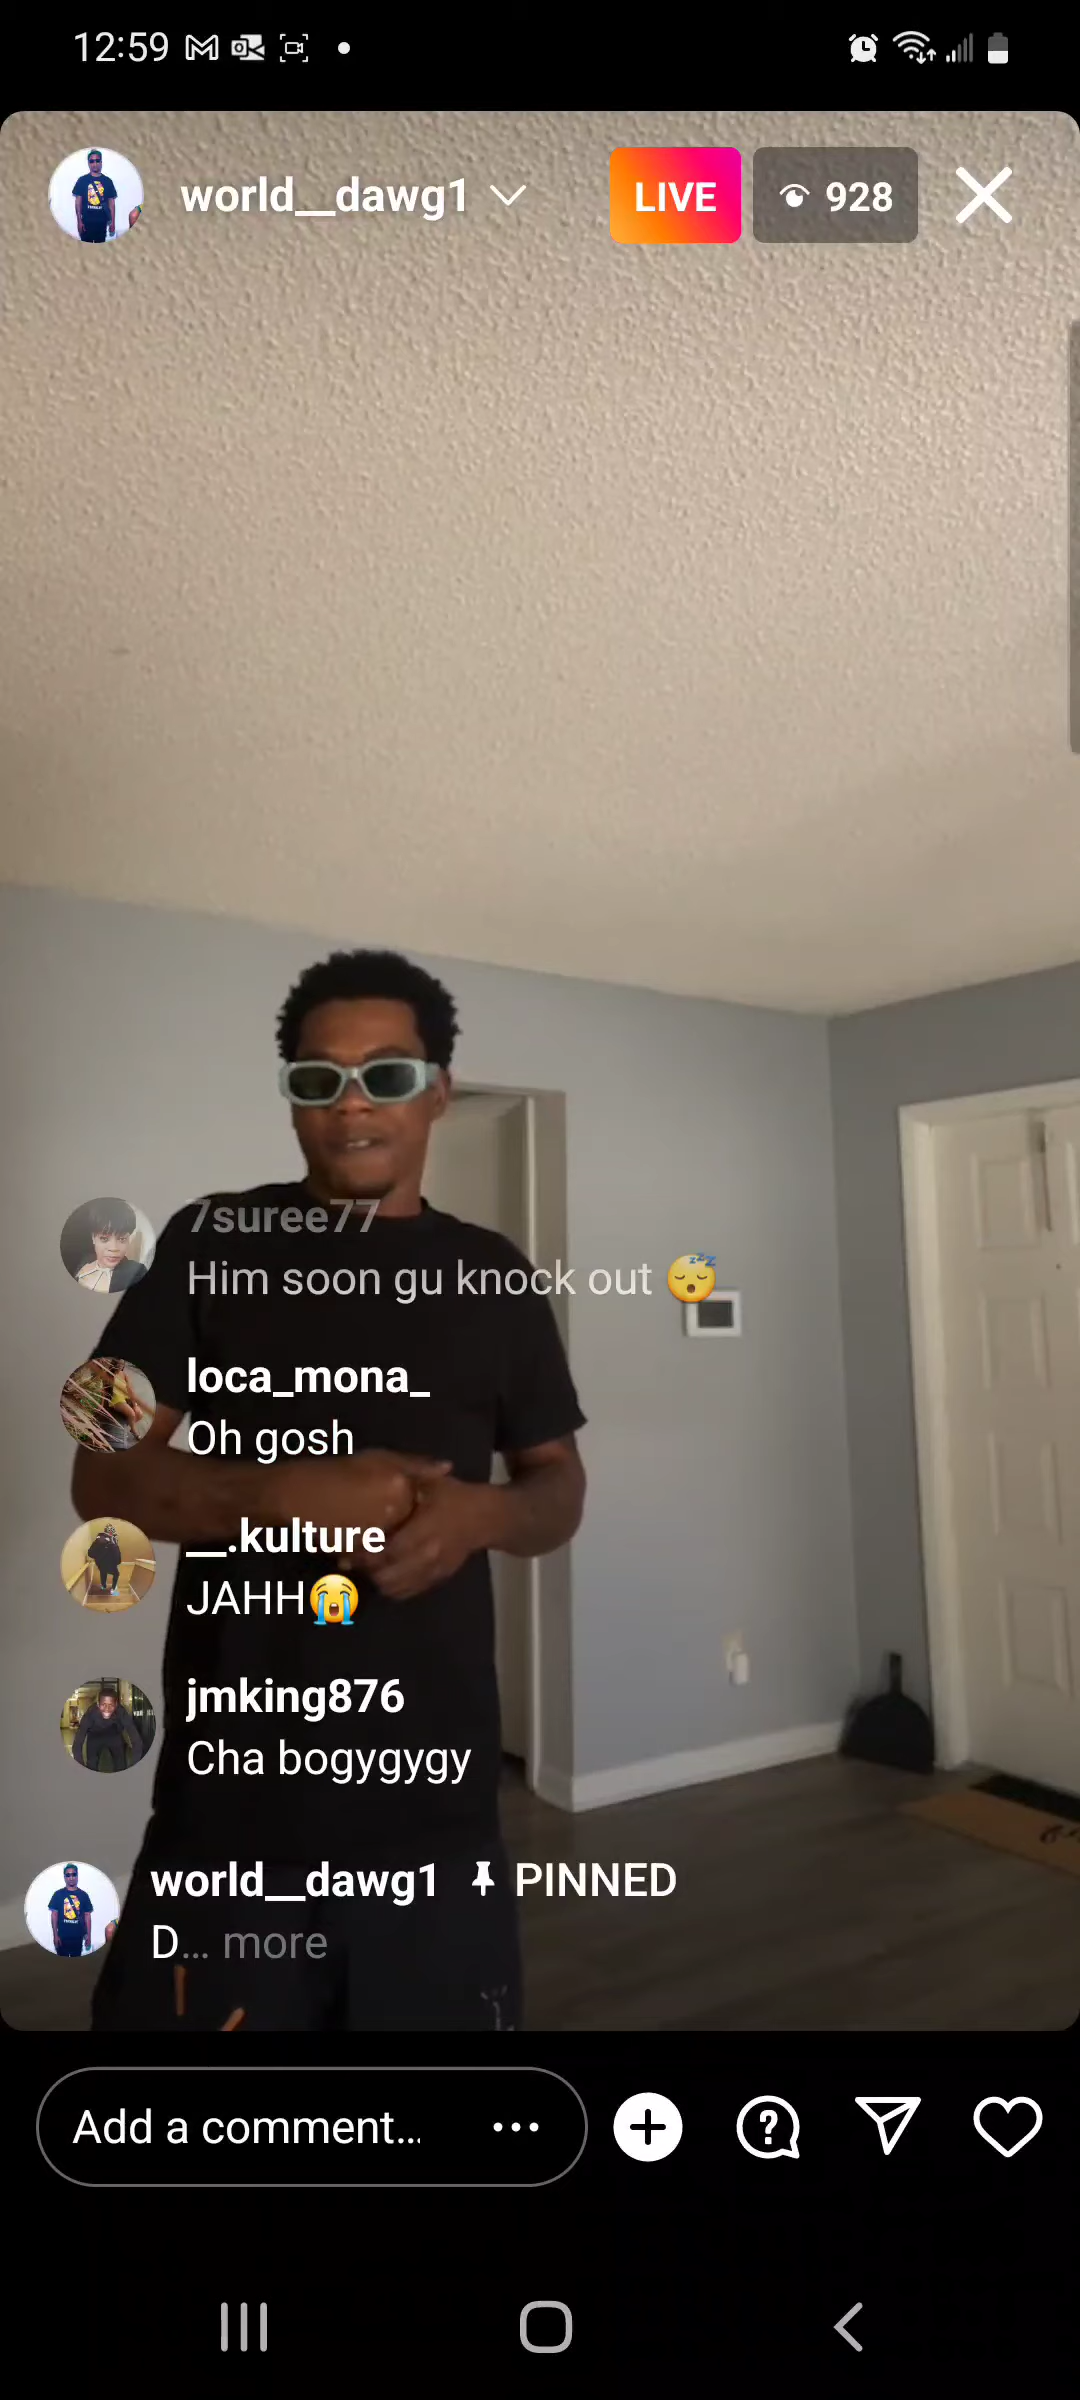 12:59
world__dawg1
LIVE
928
7suree77
Him soon gu knock out 😴
loca_mona_
Oh gosh
__.kulture
JAHH😭
jmking876
Cha bogygygy
world__dawg1 PINNED
D... more
Add a comment...